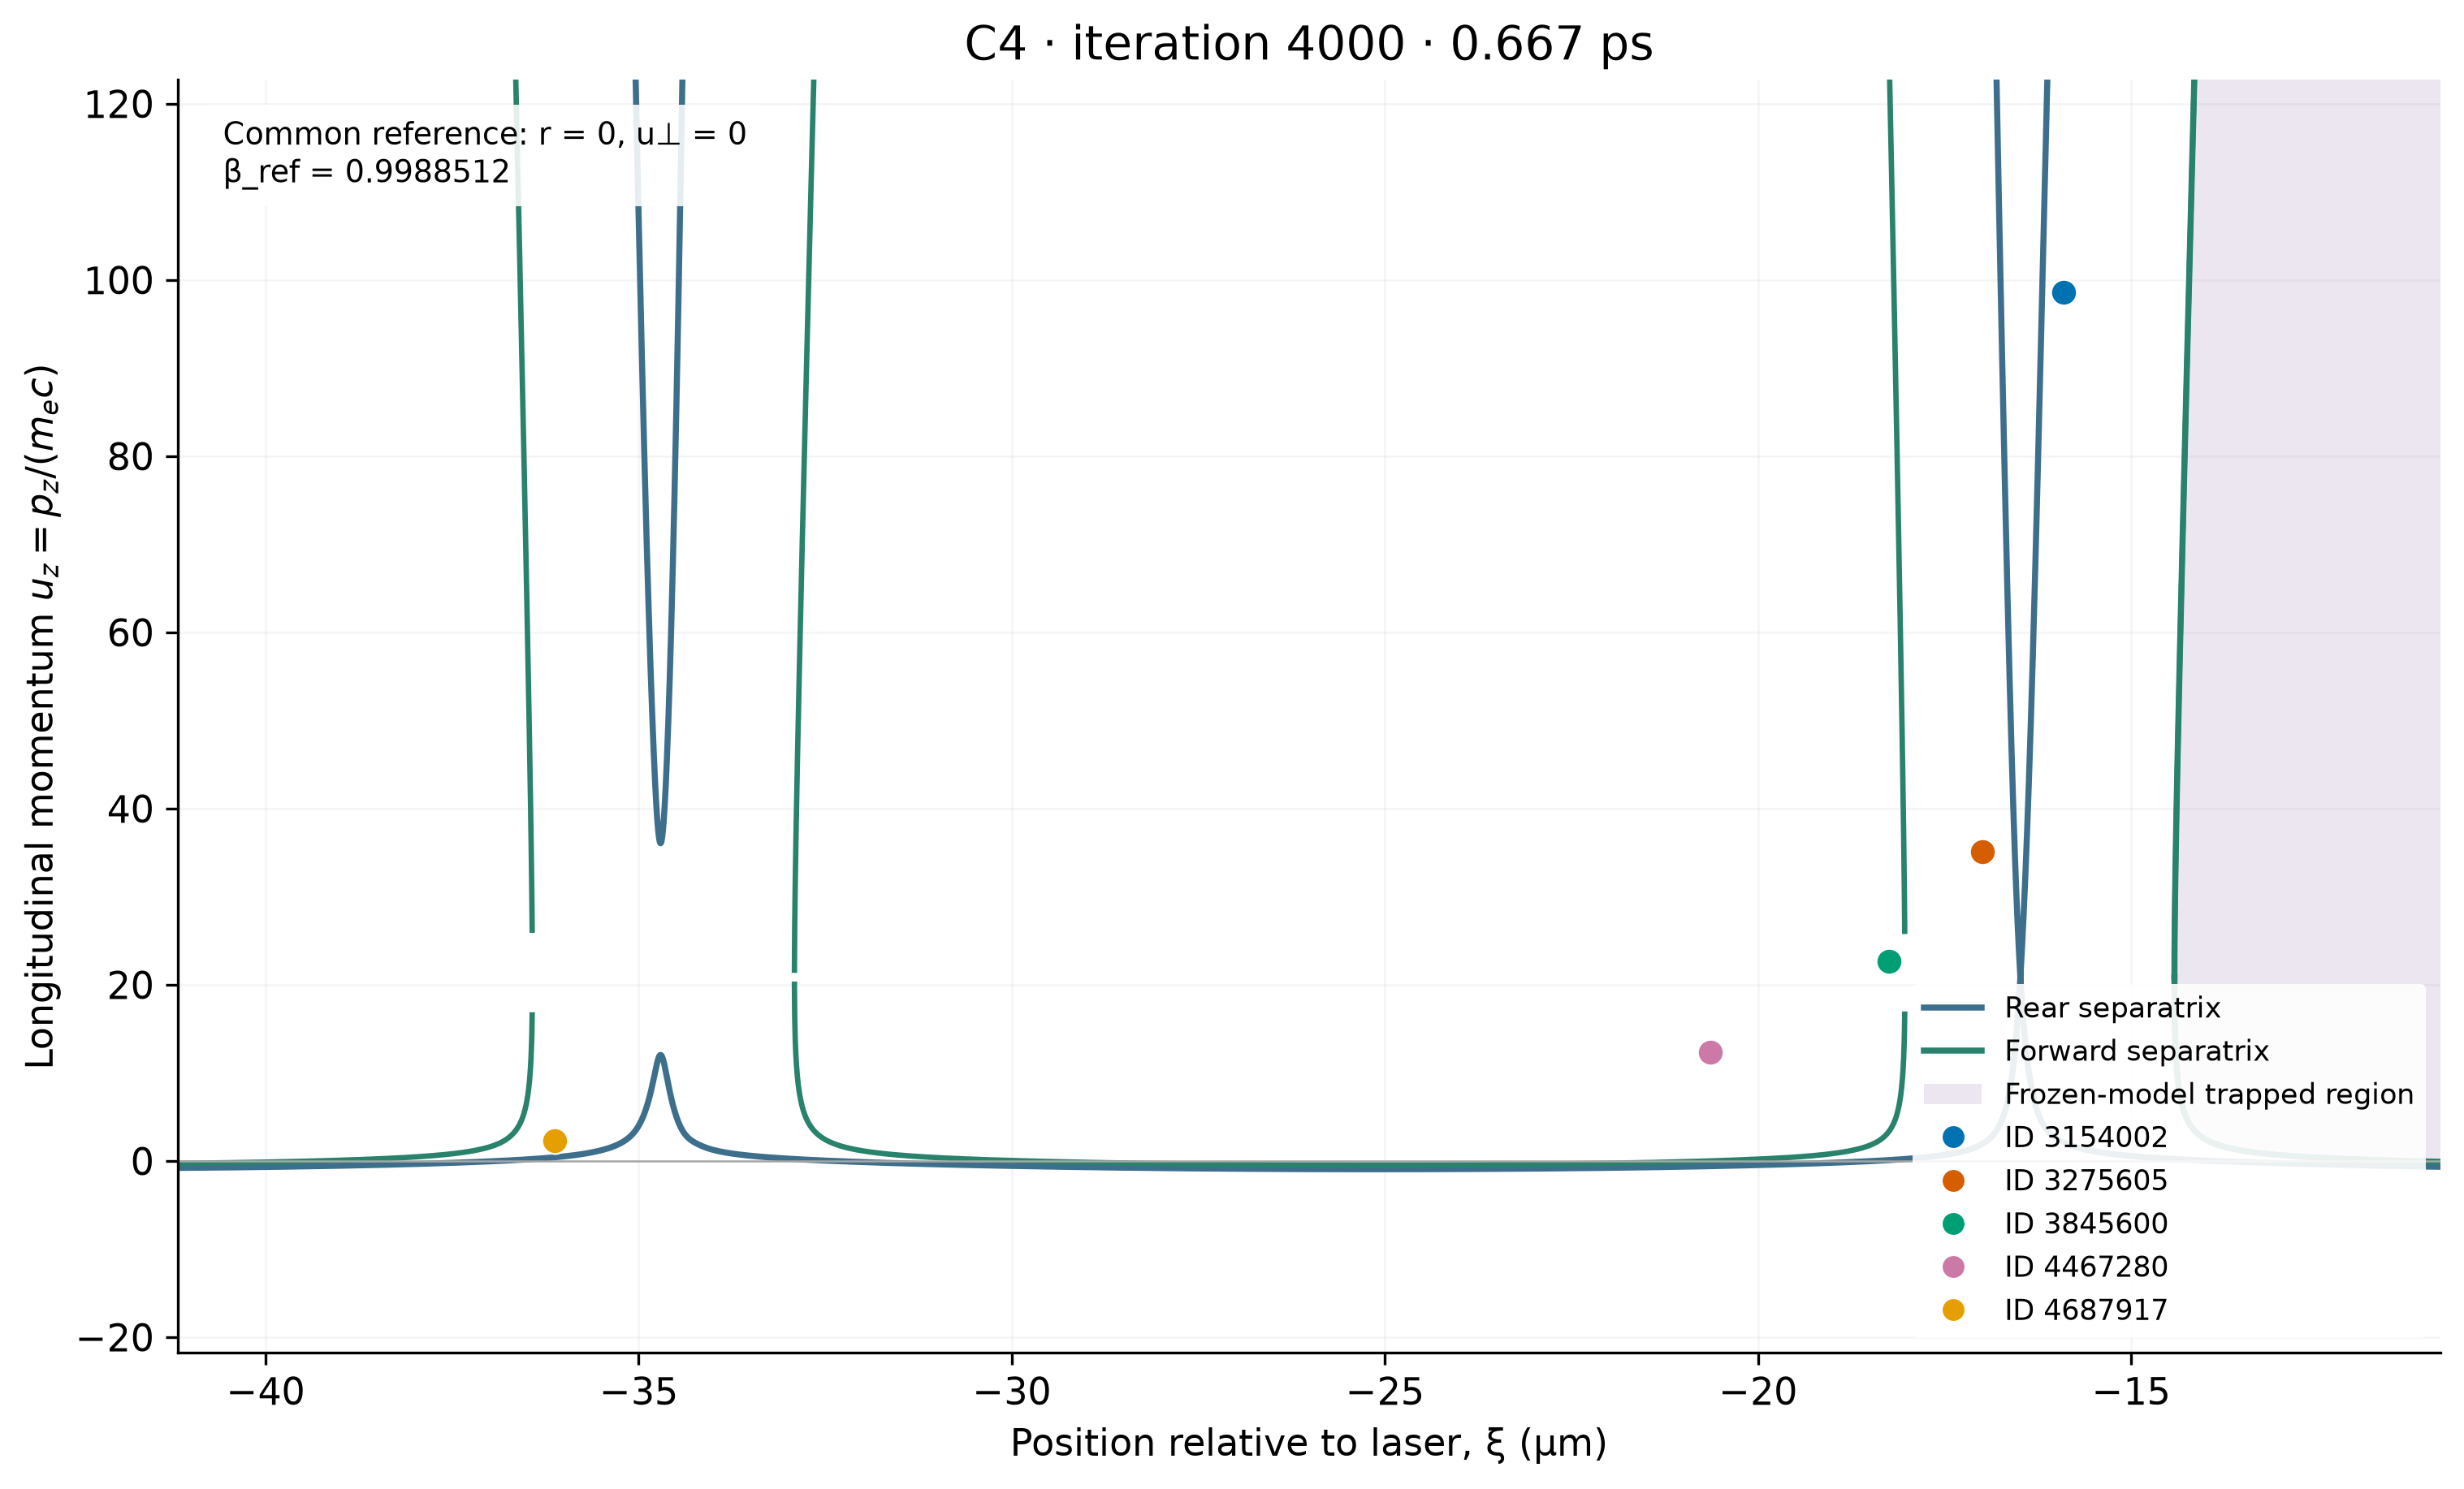 C4 · iteration 4000 · 0.667 ps
Common reference: r = 0, u⊥ = 0
β_ref = 0.9988512
Longitudinal momentum u_z = p_z/(m_e c)
120
100
80
60
40
20
0
−20
Rear separatrix
Forward separatrix
Frozen-model trapped region
ID 3154002
ID 3275605
ID 3845600
ID 4467280
ID 4687917
−40
−35
−30
−25
−20
−15
Position relative to laser, ξ (μm)